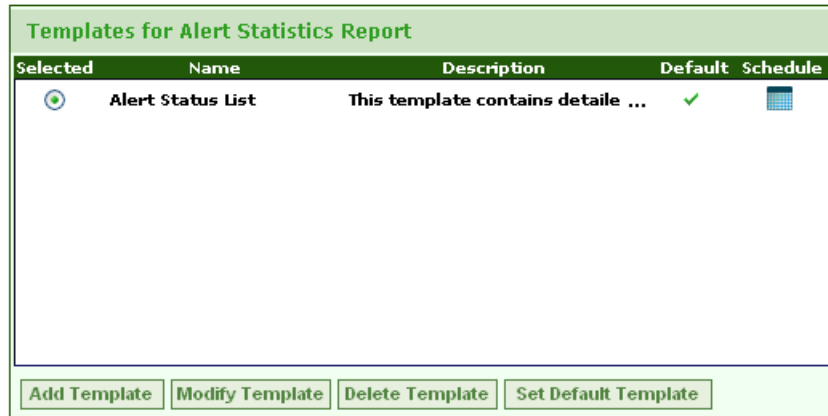 Templates for Alert Statistics Report
Selected Name Description Default Schedule
Alert Status List This template contains detaile ...
Add Template Modify Template Delete Template Set Default Template